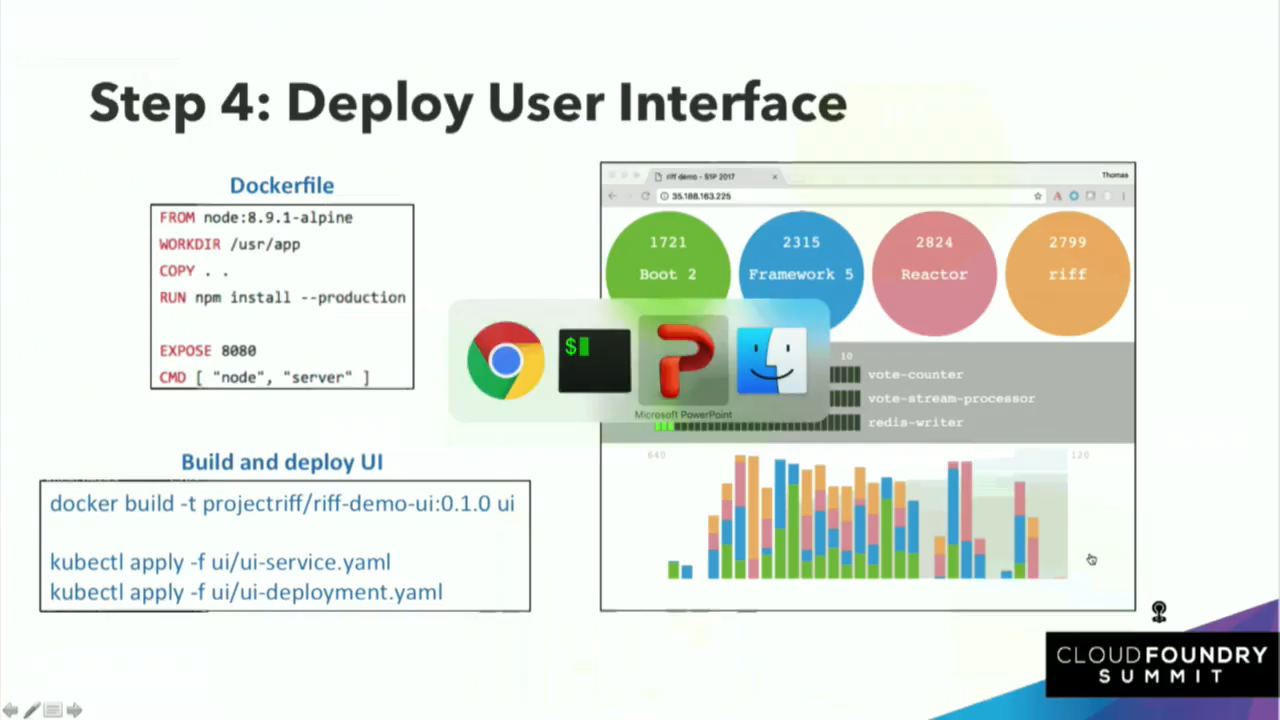 Step 4: Deploy User Interface
Dockerfile
FROM node:8.9.1-alpine
WORKDIR /usr/app
COPY . .
RUN npm install --production
EXPOSE 8080
CMD [ "node", "server" ]
Build and deploy UI
docker build -t projectriff/riff-demo-ui:0.1.0 ui
kubectl apply -f ui/ui-service.yaml
kubectl apply -f ui/ui-deployment.yaml
riff demo - S1P 2017
Thomas
35.188.163.225
1721
Boot 2
2315
Framework 5
2824
Reactor
2799
riff
10
vote-counter
vote-stream-processor
redis-writer
640
120
$
Microsoft PowerPoint
CLOUDFOUNDRY
SUMMIT